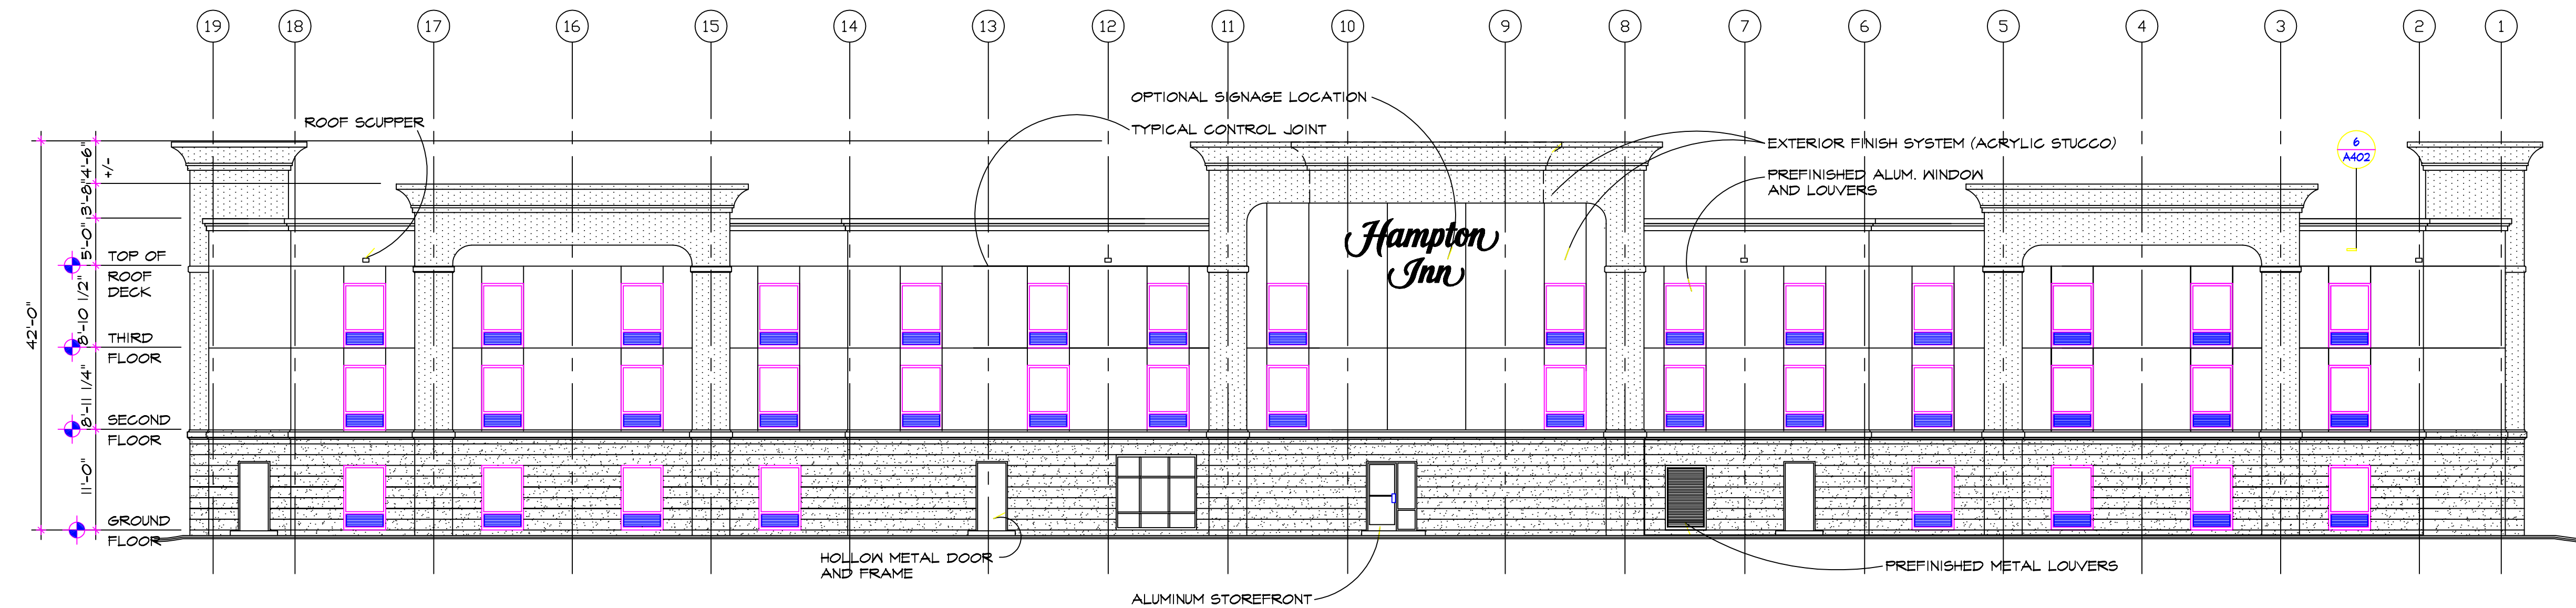 19 18 17 16 15 14 13 12 11 10 9 8 7 6 5 4 3 2 1
OPTIONAL SIGNAGE LOCATION
ROOF SCUPPER
TYPICAL CONTROL JOINT
EXTERIOR FINISH SYSTEM (ACRYLIC STUCCO)
6
A402
PREFINISHED ALUM. WINDOW
AND LOUVERS
4'-6"
+/-
3'-8"
5'-0"
8'-10 1/2"
8'-11 1/4"
11'-0"
42'-0"
Hampton
Inn
TOP OF
ROOF
DECK
THIRD
FLOOR
SECOND
FLOOR
GROUND
FLOOR
HOLLOW METAL DOOR
AND FRAME
PREFINISHED METAL LOUVERS
ALUMINUM STOREFRONT